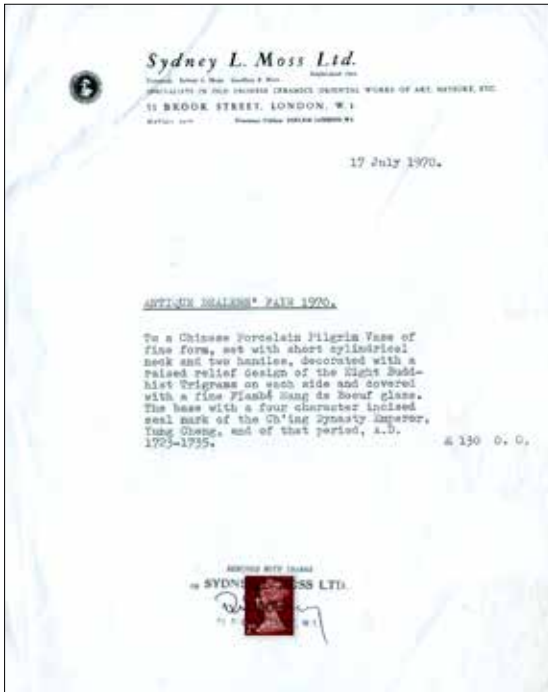 Sydney L. Moss Ltd.
SPECIALISTS IN OLD CHINESE CERAMICS ORIENTAL WORKS OF ART, NETSUKE, ETC.
51 BROOK STREET, LONDON, W.1
17 July 1970.
ANTIQUE DEALERS' FAIR 1970.
To a Chinese Porcelain Pilgrim Vase of
fine form, set with short cylindrical
neck and two handles, decorated with a
raised relief design of the Eight Budd-
hist Trigrams on each side and covered
with a fine Flambé Sang de Boeuf glaze.
The base with a four character incised
seal mark of the Ch'ing Dynasty Emperor,
Yung Cheng, and of that period, A.D.
1723-1735. £ 130 0. 0.
RECEIVED WITH THANKS
SYDNE SS LTD.
W.1